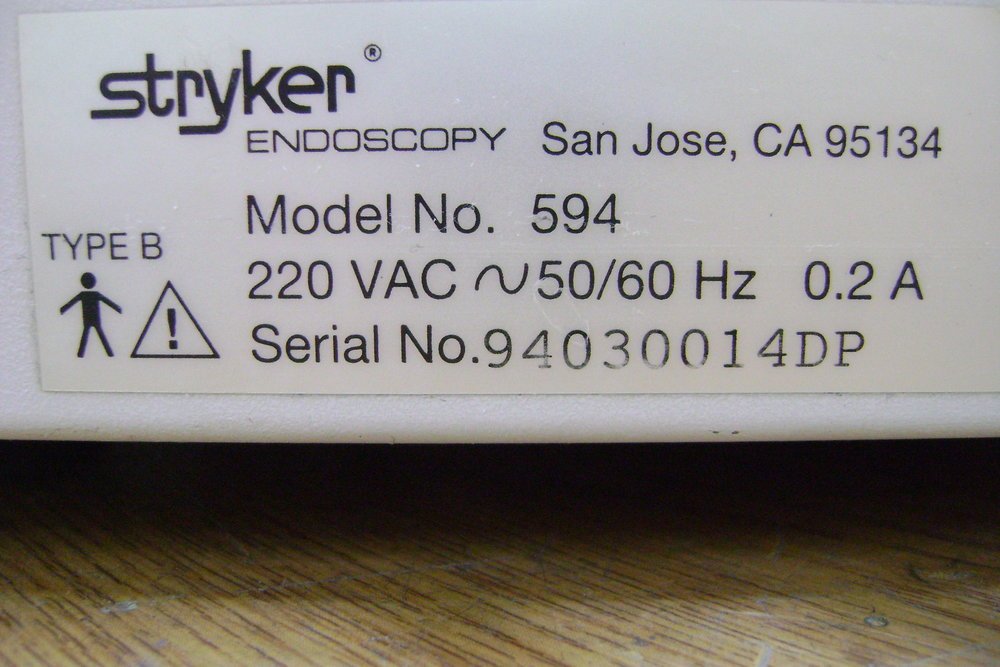 stryker®
ENDOSCOPY San Jose, CA 95134
Model No. 594
TYPE B
220 VAC ~ 50/60 Hz 0.2 A
Serial No. 94030014DP